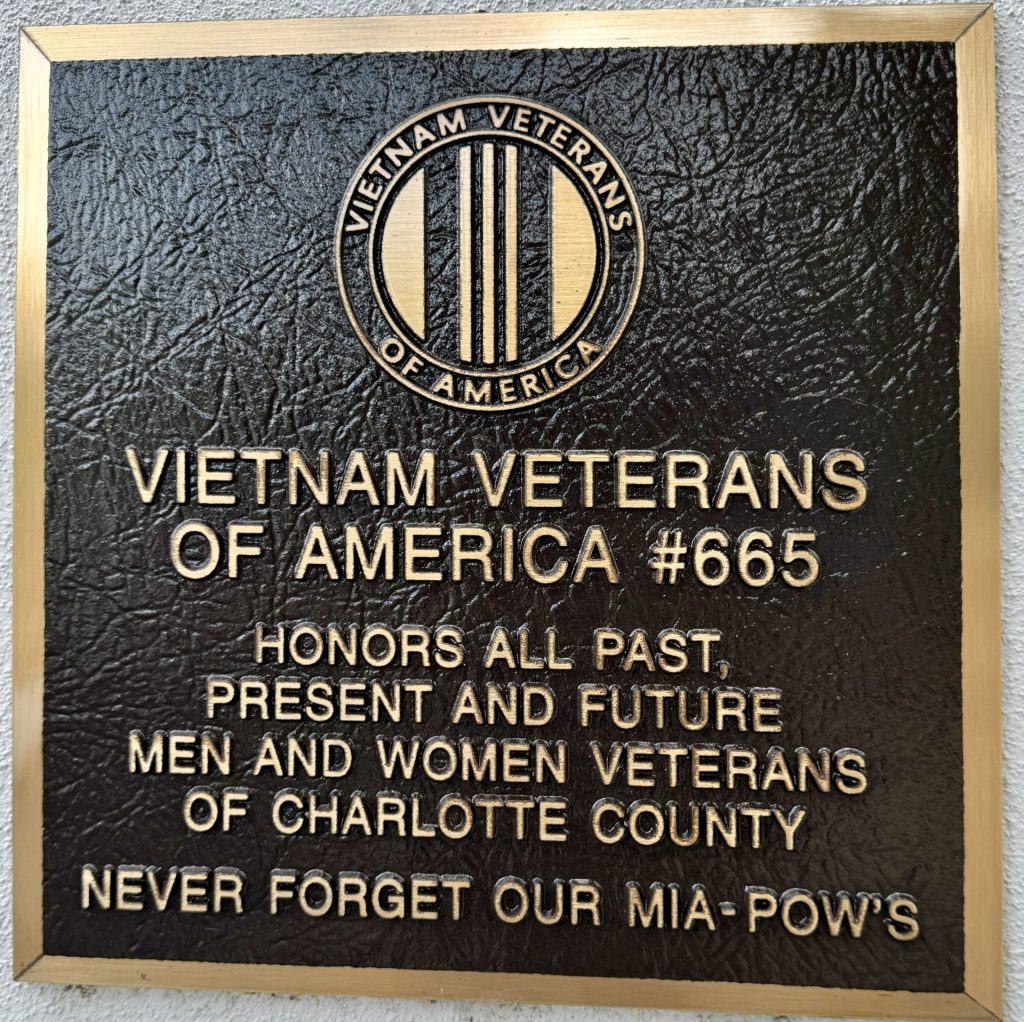 VIETNAM VETERANS
OF AMERICA
VIETNAM VETERANS
OF AMERICA #665
HONORS ALL PAST,
PRESENT AND FUTURE
MEN AND WOMEN VETERANS
OF CHARLOTTE COUNTY
NEVER FORGET OUR MIA-POW'S